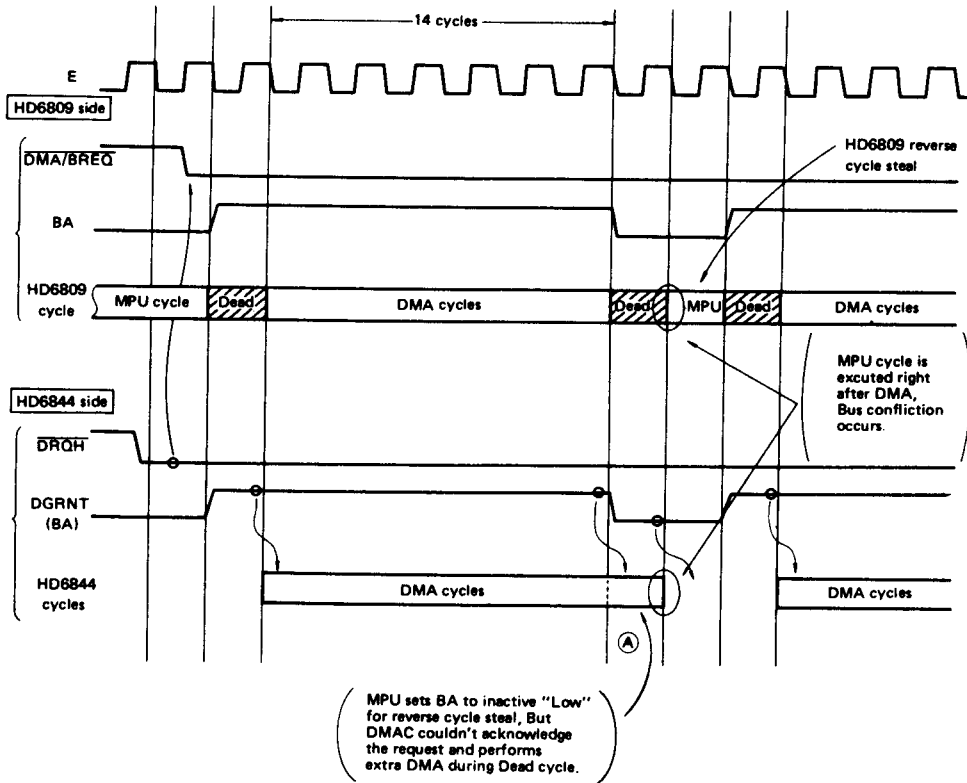 14 cycles
E
HD6809 side
DMA/BREQ
HD6809 reverse
cycle steal
BA
HD6809
cycle
MPU cycle
Dead
DMA cycles
Dead
MPU
Dead
DMA cycles
MPU cycle is
excuted right
after DMA,
Bus confliction
occurs.
HD6844 side
DRQH
DGRNT
(BA)
HD6844
cycles
DMA cycles
DMA cycles
A
MPU sets BA to inactive "Low"
for reverse cycle steal, But
DMAC couldn't acknowledge
the request and performs
extra DMA during Dead cycle.